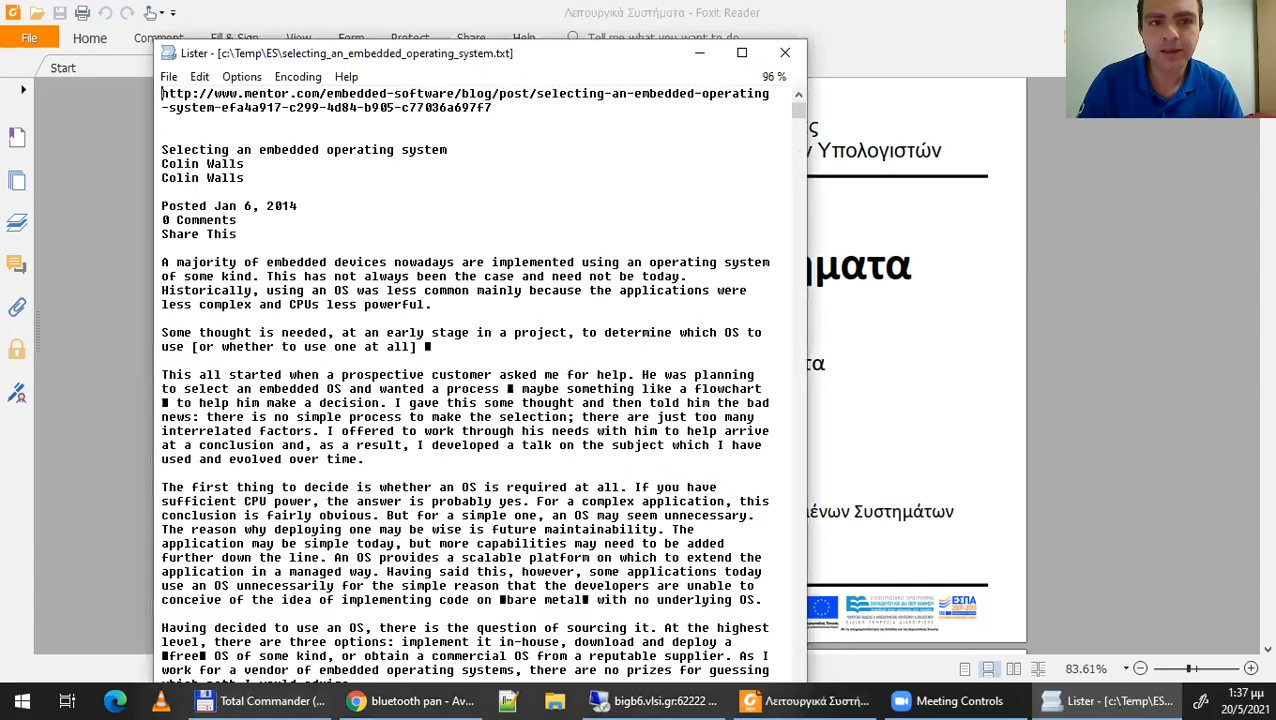 Λειτουργικά Συστήματα - Foxit Reader
File
Home
Comment
Fill & Sign
View
Form
Protect
Share
Help
Tell me what you want to do..
Start
Lister - [c:\Temp\ES\selecting_an_embedded_operating_system.txt]
File Edit Options Encoding Help
96 %
http://www.mentor.com/embedded-software/blog/post/selecting-an-embedded-operating
-system-efa4a917-c299-4d84-b905-c77036a697f7
Selecting an embedded operating system
Colin Walls
Colin Walls
Posted Jan 6, 2014
0 Comments
Share This
A majority of embedded devices nowadays are implemented using an operating system
of some kind. This has not always been the case and need not be today.
Historically, using an OS was less common mainly because the applications were
less complex and CPUs less powerful.
Some thought is needed, at an early stage in a project, to determine which OS to
use [or whether to use one at all]
This all started when a prospective customer asked me for help. He was planning
to select an embedded OS and wanted a process maybe something like a flowchart
to help him make a decision. I gave this some thought and then told him the bad
news: there is no simple process to make the selection; there are just too many
interrelated factors. I offered to work through his needs with him to help arrive
at a conclusion and, as a result, I developed a talk on the subject which I have
used and evolved over time.
The first thing to decide is whether an OS is required at all. If you have
sufficient CPU power, the answer is probably yes. For a complex application, this
conclusion is fairly obvious. But for a simple one, an OS may seem unnecessary.
The reason why deploying one may be wise is future maintainability. The
application may be simple today, but more capabilities may need to be added
further down the line. An OS provides a scalable platform on which to extend the
application in a managed way. Having said this, however, some applications today
use an OS unnecessarily for the simple reason that the developers are unable to
conceive of the idea of implementing code on bare metal with no underlying OS.
Having chosen to use an OS, there is one question of sourcing it. At the highest
level, there are three options: implement it in-house, download and deploy a
free OS of some kind, or obtain a commercial OS from a reputable supplier. As I
work for a vendor of embedded operating systems, there are no prizes for guessing
which path I would advise.
ς
ν Υπολογιστών
ήματα
τα
ιένων Συστημάτων
ΕΣΠΑ
2007-2013
83.61%
Total Commander (...
bluetooth pan - Av...
bigb6.vlsi.gr:62222 ...
Λειτουργικά Συστή...
Meeting Controls
Lister - [c:\Temp\ES...
1:37 μμ
20/5/2021